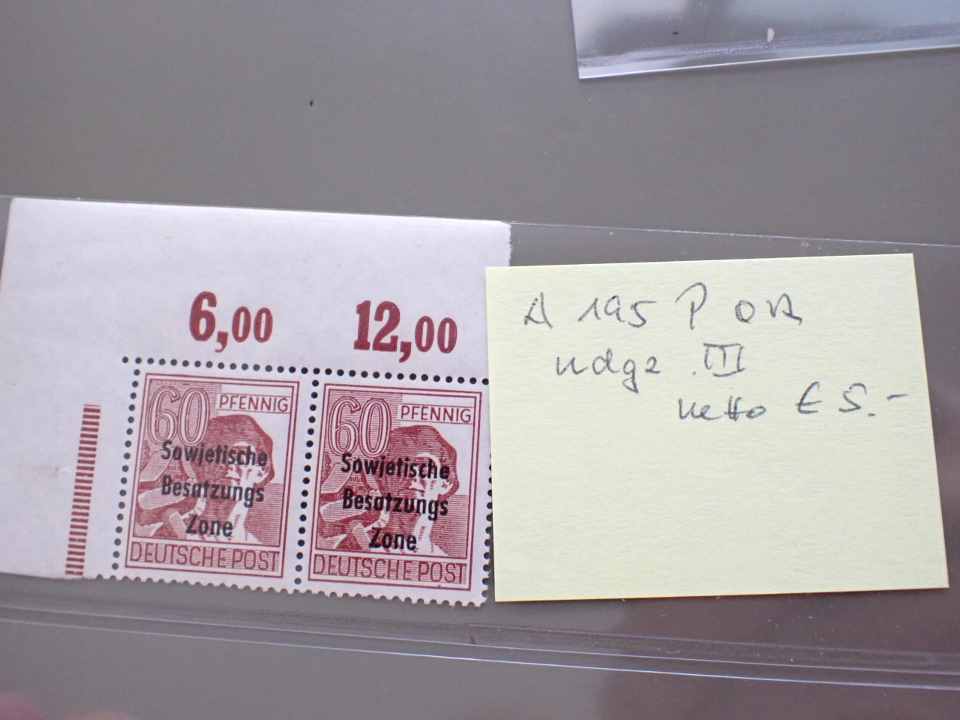 6,00 12,00
60 PFENNIG
Sowjetische
Besatzungs
Zone
DEUTSCHE POST
60 PFENNIG
Sowjetische
Besatzungs
Zone
DEUTSCHE POST
A 195 P OR
ndgz III
netto € 5.-